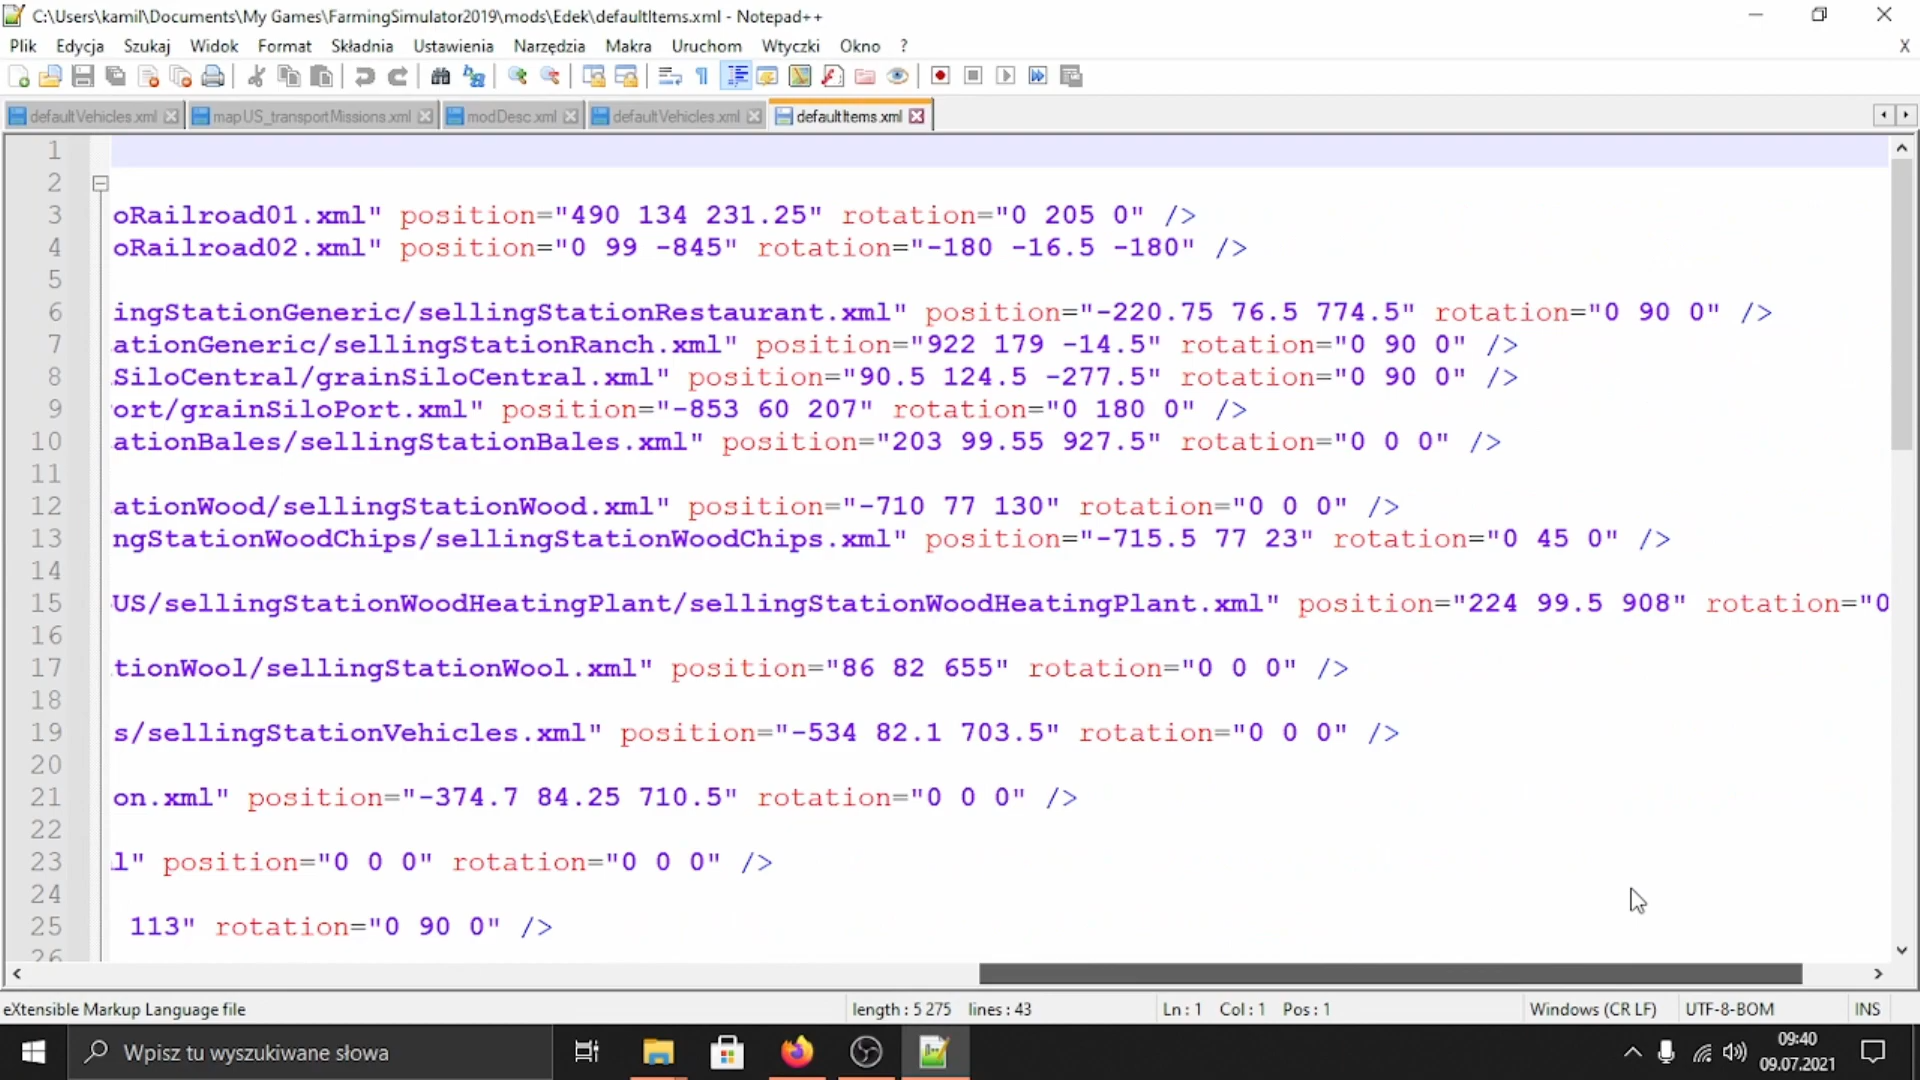 C:\Users\kamil\Documents\My Games\FarmingSimulator2019\mods\Edek\defaultItems.xml - Notepad++
Plik Edycja Szukaj Widok Format Składnia Ustawienia Narzędzia Makra Uruchom Wtyczki Okno ? X
defaultVehicles.xml mapUS_transportMissions.xml modDesc.xml defaultVehicles.xml defaultItems.xml
1
2
3 oRailroad01.xml" position="490 134 231.25" rotation="0 205 0" />
4 oRailroad02.xml" position="0 99 -845" rotation="-180 -16.5 -180" />
5
6 ingStationGeneric/sellingStationRestaurant.xml" position="-220.75 76.5 774.5" rotation="0 90 0" />
7 ationGeneric/sellingStationRanch.xml" position="922 179 -14.5" rotation="0 90 0" />
8 SiloCentral/grainSiloCentral.xml" position="90.5 124.5 -277.5" rotation="0 90 0" />
9 ort/grainSiloPort.xml" position="-853 60 207" rotation="0 180 0" />
10 ationBales/sellingStationBales.xml" position="203 99.55 927.5" rotation="0 0 0" />
11
12 ationWood/sellingStationWood.xml" position="-710 77 130" rotation="0 0 0" />
13 ngStationWoodChips/sellingStationWoodChips.xml" position="-715.5 77 23" rotation="0 45 0" />
14
15 US/sellingStationWoodHeatingPlant/sellingStationWoodHeatingPlant.xml" position="224 99.5 908" rotation="0
16
17 tionWool/sellingStationWool.xml" position="86 82 655" rotation="0 0 0" />
18
19 s/sellingStationVehicles.xml" position="-534 82.1 703.5" rotation="0 0 0" />
20
21 on.xml" position="-374.7 84.25 710.5" rotation="0 0 0" />
22
23 l" position="0 0 0" rotation="0 0 0" />
24
25 113" rotation="0 90 0" />
26
eXtensible Markup Language file length : 5 275 lines : 43 Ln : 1 Col : 1 Pos : 1 Windows (CR LF) UTF-8-BOM INS
Wpisz tu wyszukiwane słowa
09:40
09.07.2021